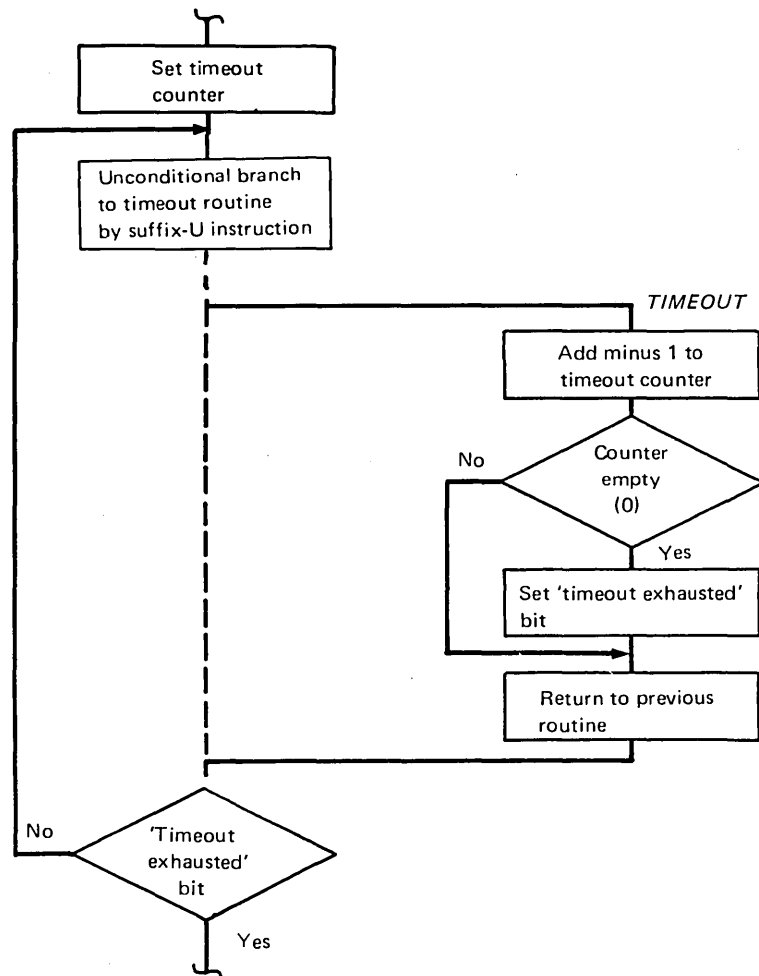 Set timeout
counter
Unconditional branch
to timeout routine
by suffix-U instruction
TIMEOUT
Add minus 1 to
timeout counter
No
Counter
empty
(0)
Yes
Set ‘timeout exhausted’
bit
Return to previous
routine
No
‘Timeout
exhausted’
bit
Yes